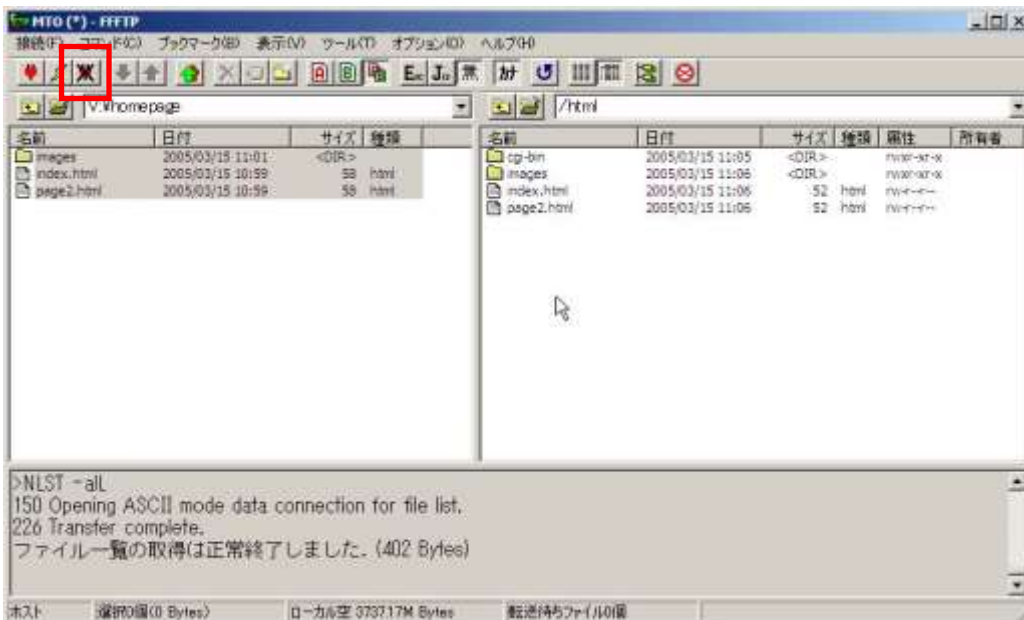 MTO (*) - FFFTP
接続(F) コマンド(C) ブックマーク(B) 表示(V) ツール(T) オプション(O) ヘルプ(H)
V:¥homepage
/html
名前 日付 サイズ 種類
images 2005/03/15 11:01 <DIR>
index.html 2005/03/15 10:59 58 html
page2.html 2005/03/15 10:59 58 html
名前 日付 サイズ 種類 属性 所有者
cgi-bin 2005/03/15 11:05 <DIR> rwxr-xr-x
images 2005/03/15 11:06 <DIR> rwxr-xr-x
index.html 2005/03/15 11:06 52 html rw-r--r--
page2.html 2005/03/15 11:06 52 html rw-r--r--
>NLST -alL
150 Opening ASCII mode data connection for file list.
226 Transfer complete.
ファイル一覧の取得は正常終了しました. (402 Bytes)
ホスト 選択0個(0 Bytes) ローカル空 373717M Bytes 転送待ちファイル0個